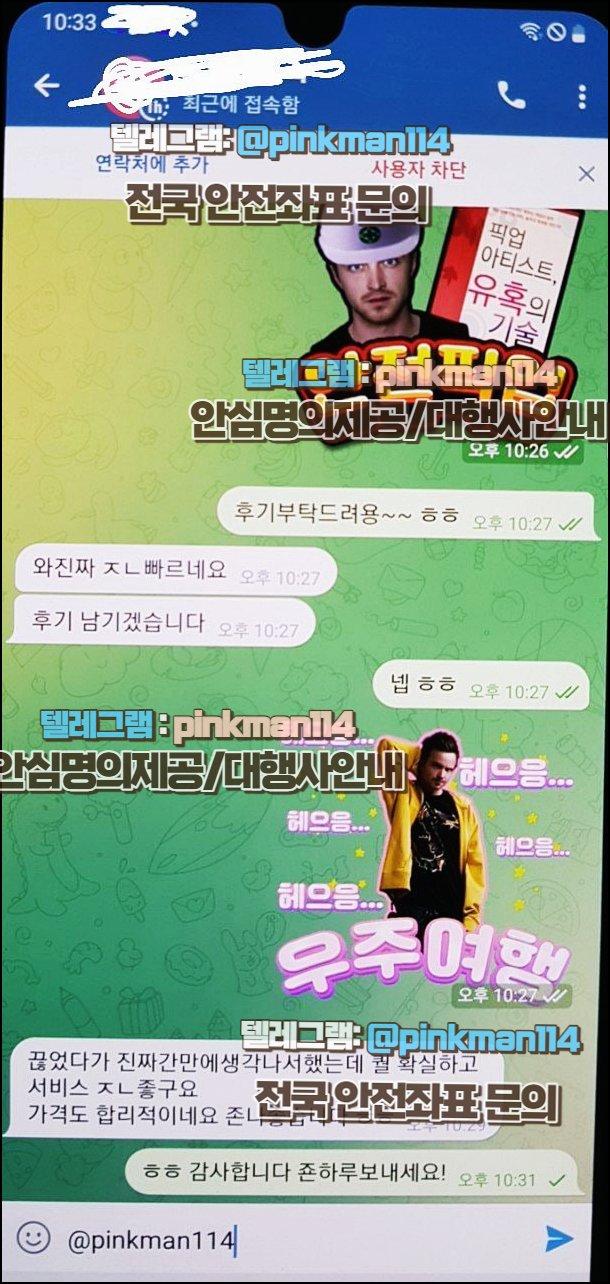 10:33
최근에 접속함
텔레그램: @pinkman114
연락처에 추가
사용자 차단
전국 안전좌표 문의
픽업
아티스트,
유혹의
기술
텔레그램 : pinkman114
안심명의제공/대행사안내
오후 10:26
후기부탁드려용~~ ㅎㅎ 오후 10:27
와진짜 ㅈㄴ빠르네요 오후 10:27
후기 남기겠습니다 오후 10:27
넵 ㅎㅎ 오후 10:27
텔레그램 : pinkman114
안심명의제공/대행사안내
헤으응...
헤으응...
헤으응...
헤으응...
헤으응...
우주여행
오후 10:27
텔레그램: @pinkman114
끊었다가 진짜간만에생각나서했는데 퀄 확실하고
서비스 ㅈㄴ좋구요
전국 안전좌표 문의
가격도 합리적이네요
오후 10:29
ㅎㅎ 감사합니다 죤하루보내세요! 오후 10:31
@pinkman114